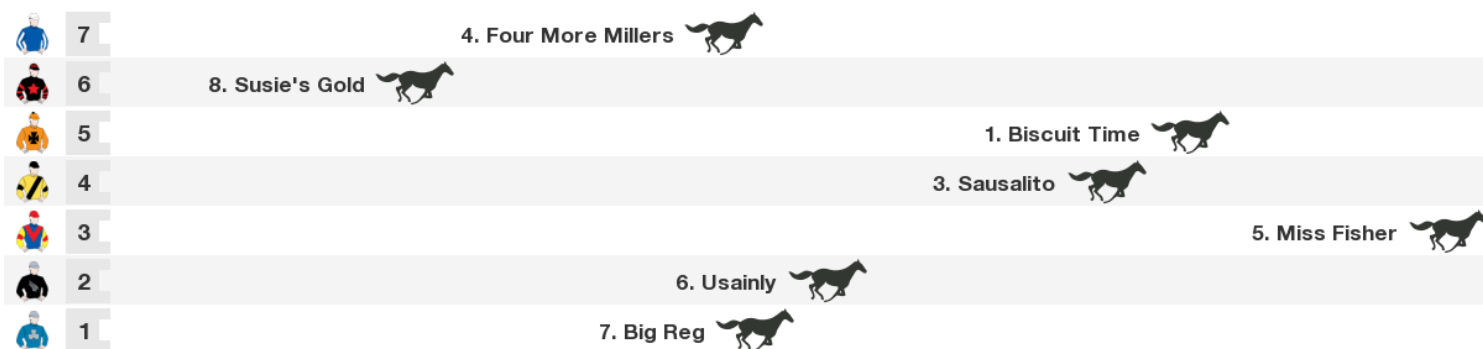 7 4. Four More Millers
6 8. Susie's Gold
5 1. Biscuit Time
4 3. Sausalito
3 5. Miss Fisher
2 6. Usainly
1 7. Big Reg